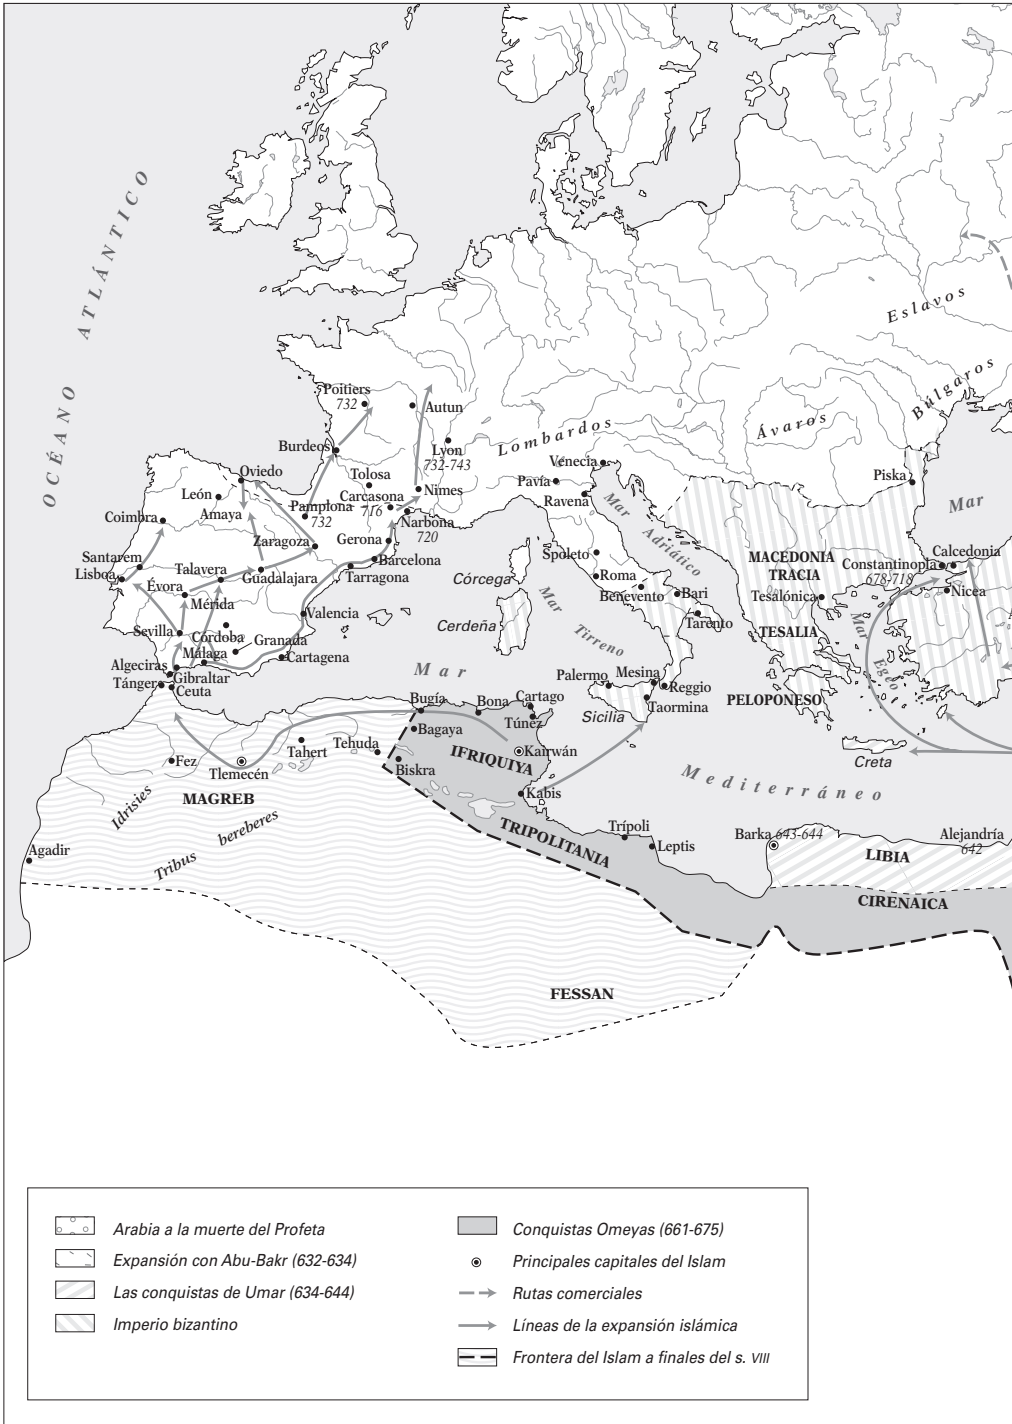 OCÉANO ATLÁNTICO
Eslavos
Búlgaros
Ávaros
Lombardos
Poitiers
732
Autun
Burdeos
Lyon
732-743
Venecia
Oviedo
Tolosa
Pavía
Piska
León
Carcasona
716
Nimes
Ravena
Mar
Amaya
Pamplona
732
Coimbra
Narbona
720
Mar Adriático
Zaragoza
Gerona
Spoleto
MACEDONIA
TRACIA
Calcedonia
Constantinopla
678-718
Santarem
Talavera
Barcelona
Lisboa
Guadalajara
Tarragona
Córcega
Roma
Évora
Benevento
Bari
Tesalónica
Nicea
Mérida
Valencia
Mar
Tirreno
Tarento
Cerdeña
Mar Egeo
Sevilla
Córdoba
Granada
TESALIA
Málaga
Cartagena
Algeciras
Mar
Palermo
Mesina
Gibraltar
Reggio
Tánger
Ceuta
PELOPONESO
Bugía
Bona
Cartago
Sicilia
Taormina
Túnez
Bagaya
Tahert
Tehuda
IFRIQUIYA
Kairwán
Fez
Tlemecén
Biskra
Creta
Mediterráneo
Idrisies
MAGREB
Kabis
Tribus bereberes
TRIPOLITANIA
Trípoli
Barka 643-644
Alejandría
642
Agadir
Leptis
LIBIA
CIRENAICA
FESSAN
Arabia a la muerte del Profeta
Expansión con Abu-Bakr (632-634)
Las conquistas de Umar (634-644)
Imperio bizantino
Conquistas Omeyas (661-675)
Principales capitales del Islam
Rutas comerciales
Líneas de la expansión islámica
Frontera del Islam a finales del s. VIII